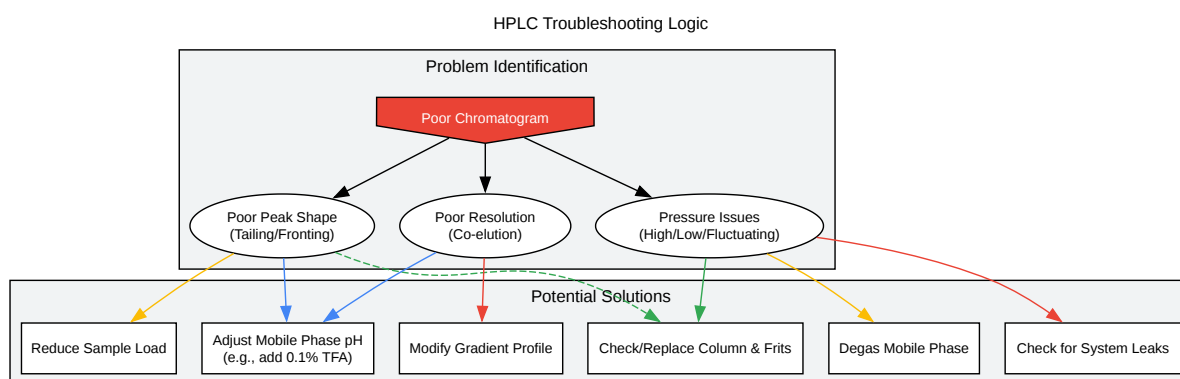 HPLC Troubleshooting Logic
Problem Identification
Poor Chromatogram
Poor Peak Shape
(Tailing/Fronting)
Poor Resolution
(Co-elution)
Pressure Issues
(High/Low/Fluctuating)
Potential Solutions
Reduce Sample Load
Adjust Mobile Phase pH
(e.g., add 0.1% TFA)
Modify Gradient Profile
Check/Replace Column & Frits
Degas Mobile Phase
Check for System Leaks